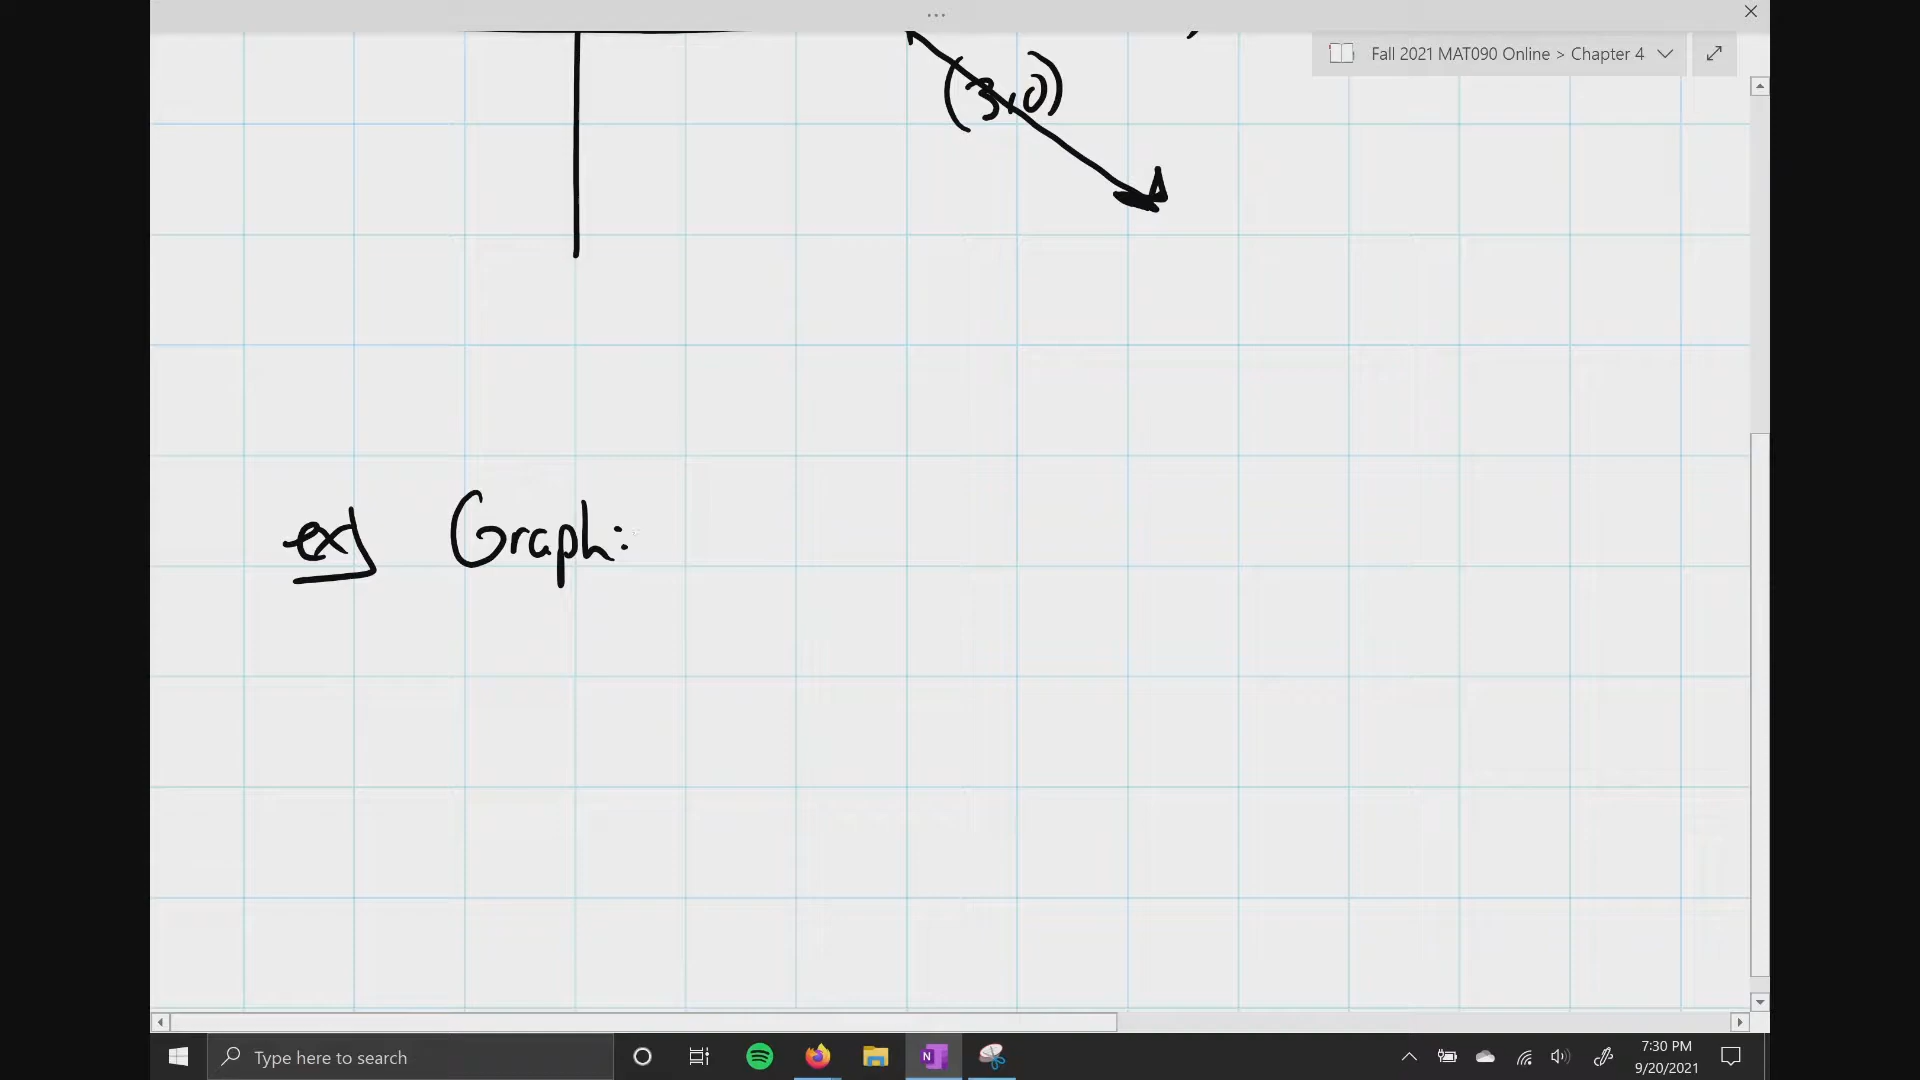 ...
Fall 2021 MAT090 Online > Chapter 4
(3,0)
ex) Graph:
Type here to search
N
7:30 PM
9/20/2021